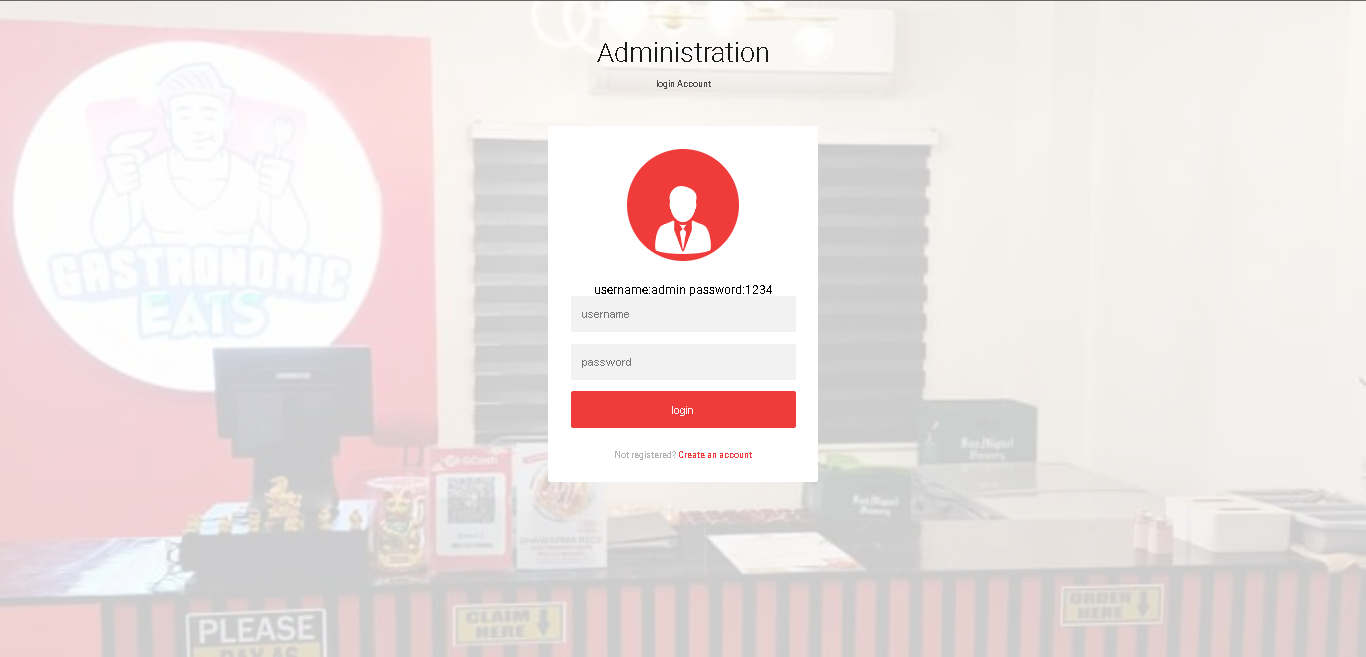 Administration
login Account
GASTRONOMIC
EATS
username:admin password:1234
username
password
login
Not registered? Create an account
GCash
San Miguel
Brewery
San Miguel
Brewery
SHAWARMA RICE
PLEASE
PAY AS
CLAIM
HERE
ORDER
HERE